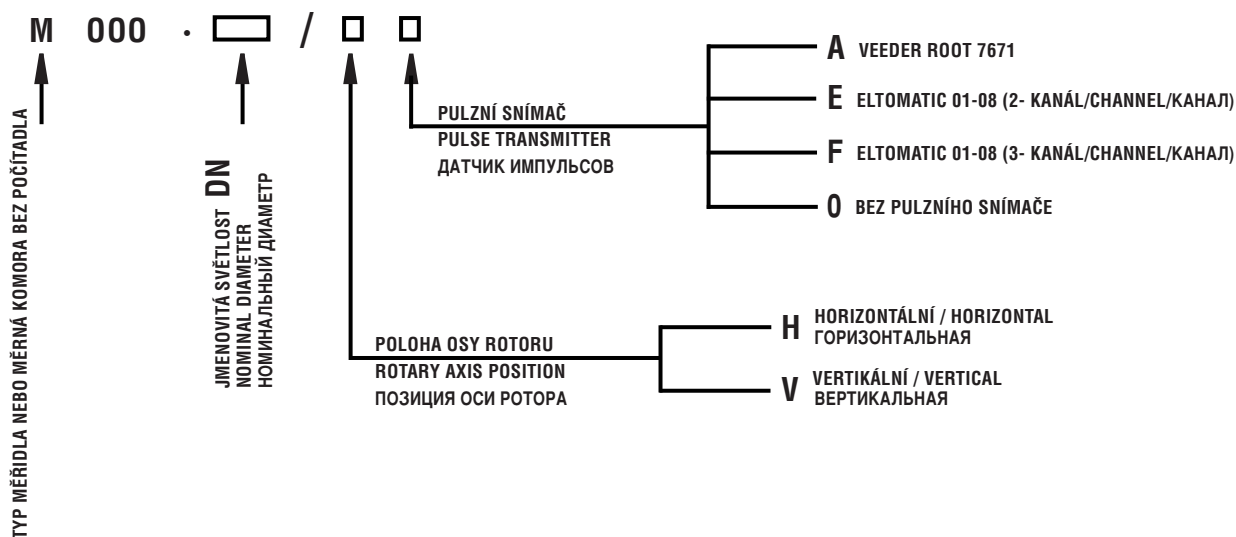 M 000 · / 
TYP MĚŘIDLA NEBO MĚRNÁ KOMORA BEZ POČÍTADLA
JMENOVITÁ SVĚTLOST DN
NOMINAL DIAMETER
НОМИНАЛЬНЫЙ ДИАМЕТР
PULZNÍ SNÍMAČ
PULSE TRANSMITTER
ДАТЧИК ИМПУЛЬСОВ
A VEEDER ROOT 7671
E ELTOMATIC 01-08 (2- KANÁL/CHANNEL/КАНАЛ)
F ELTOMATIC 01-08 (3- KANÁL/CHANNEL/КАНАЛ)
0 BEZ PULZNÍHO SNÍMAČE
POLOHA OSY ROTORU
ROTARY AXIS POSITION
ПОЗИЦИЯ ОСИ РОТОРА
H HORIZONTÁLNÍ / HORIZONTAL
ГОРИЗОНТАЛЬНАЯ
V VERTIKÁLNÍ / VERTICAL
ВЕРТИКАЛЬНАЯ